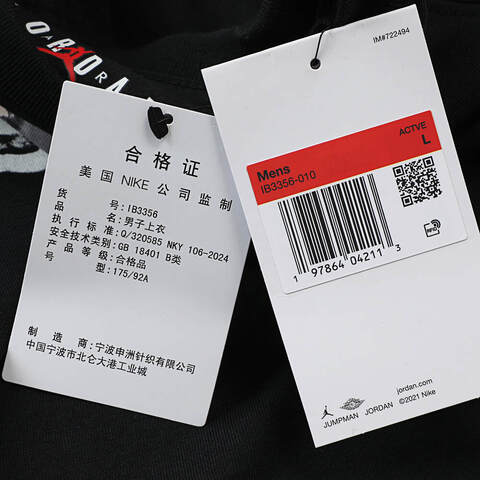 JORDAN
合格证
美国 NIKE 公司监制
货号:IB3356
品名:男子上衣
执行标准:Q/320585 NKY 106-2024
安全技术类别:GB 18401 B类
产品等级:合格品
型:175/92A
制造商:宁波申洲针织有限公司
中国宁波市北仑大港工业城
IM#722494
ACTVE
L
Mens
IB3356-010
RFID
1 97864 04211 3
jordan.com
©2021 Nike
JUMPMAN JORDAN